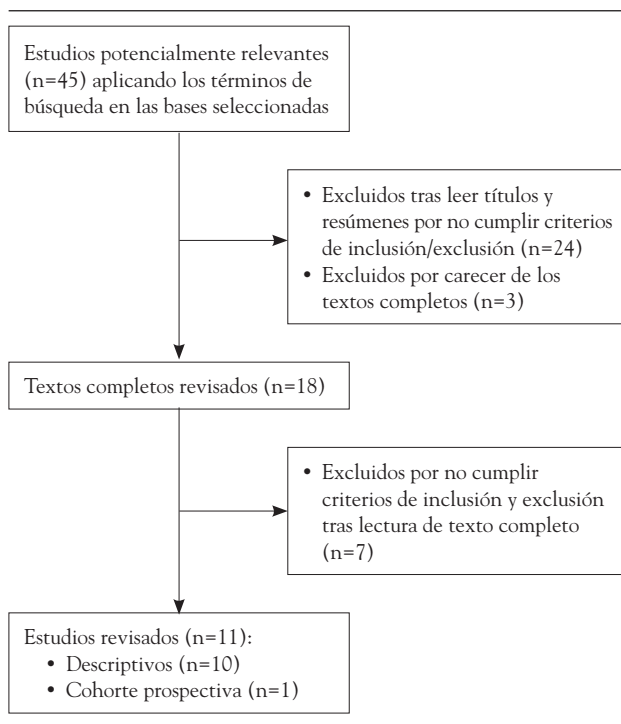 Estudios potencialmente relevantes
(n=45) aplicando los términos de
búsqueda en las bases seleccionadas
• Excluidos tras leer títulos y
resúmenes por no cumplir criterios
de inclusión/exclusión (n=24)
• Excluidos por carecer de los
textos completos (n=3)
Textos completos revisados (n=18)
• Excluidos por no cumplir
criterios de inclusión y exclusión
tras lectura de texto completo
(n=7)
Estudios revisados (n=11):
• Descriptivos (n=10)
• Cohorte prospectiva (n=1)